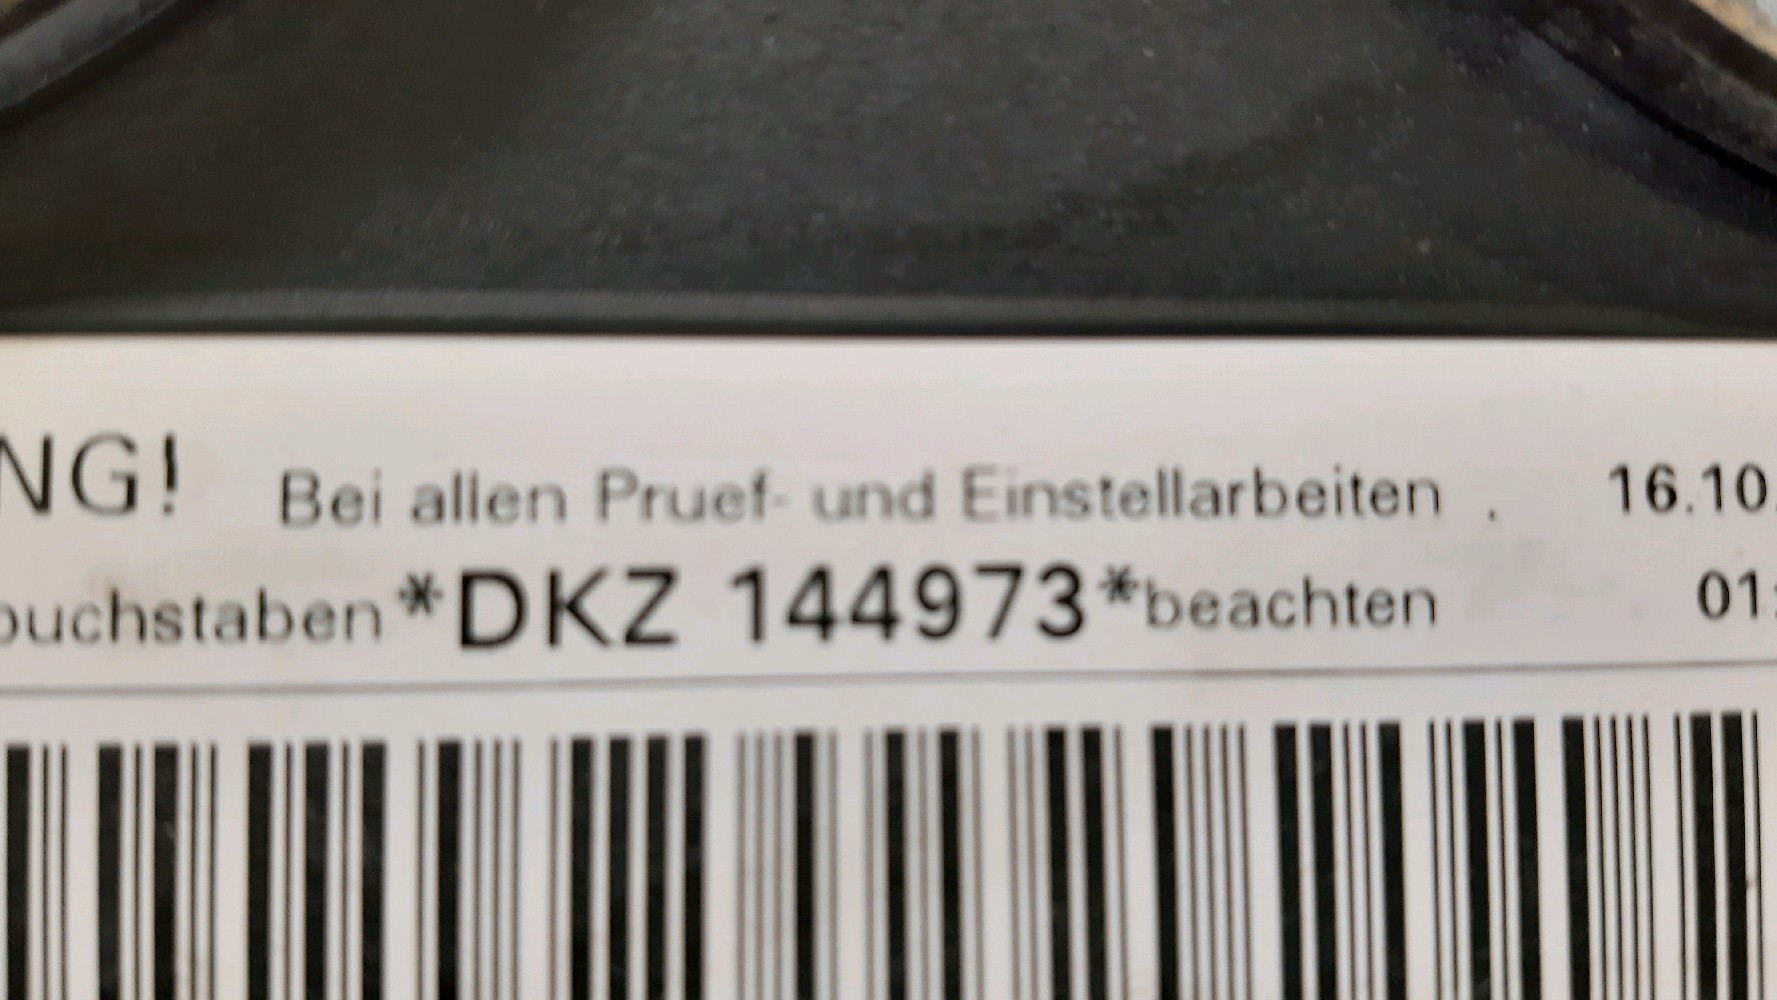 NG! Bei allen Pruef- und Einstellarbeiten . 16.10.
buchstaben *DKZ 144973* beachten 01: